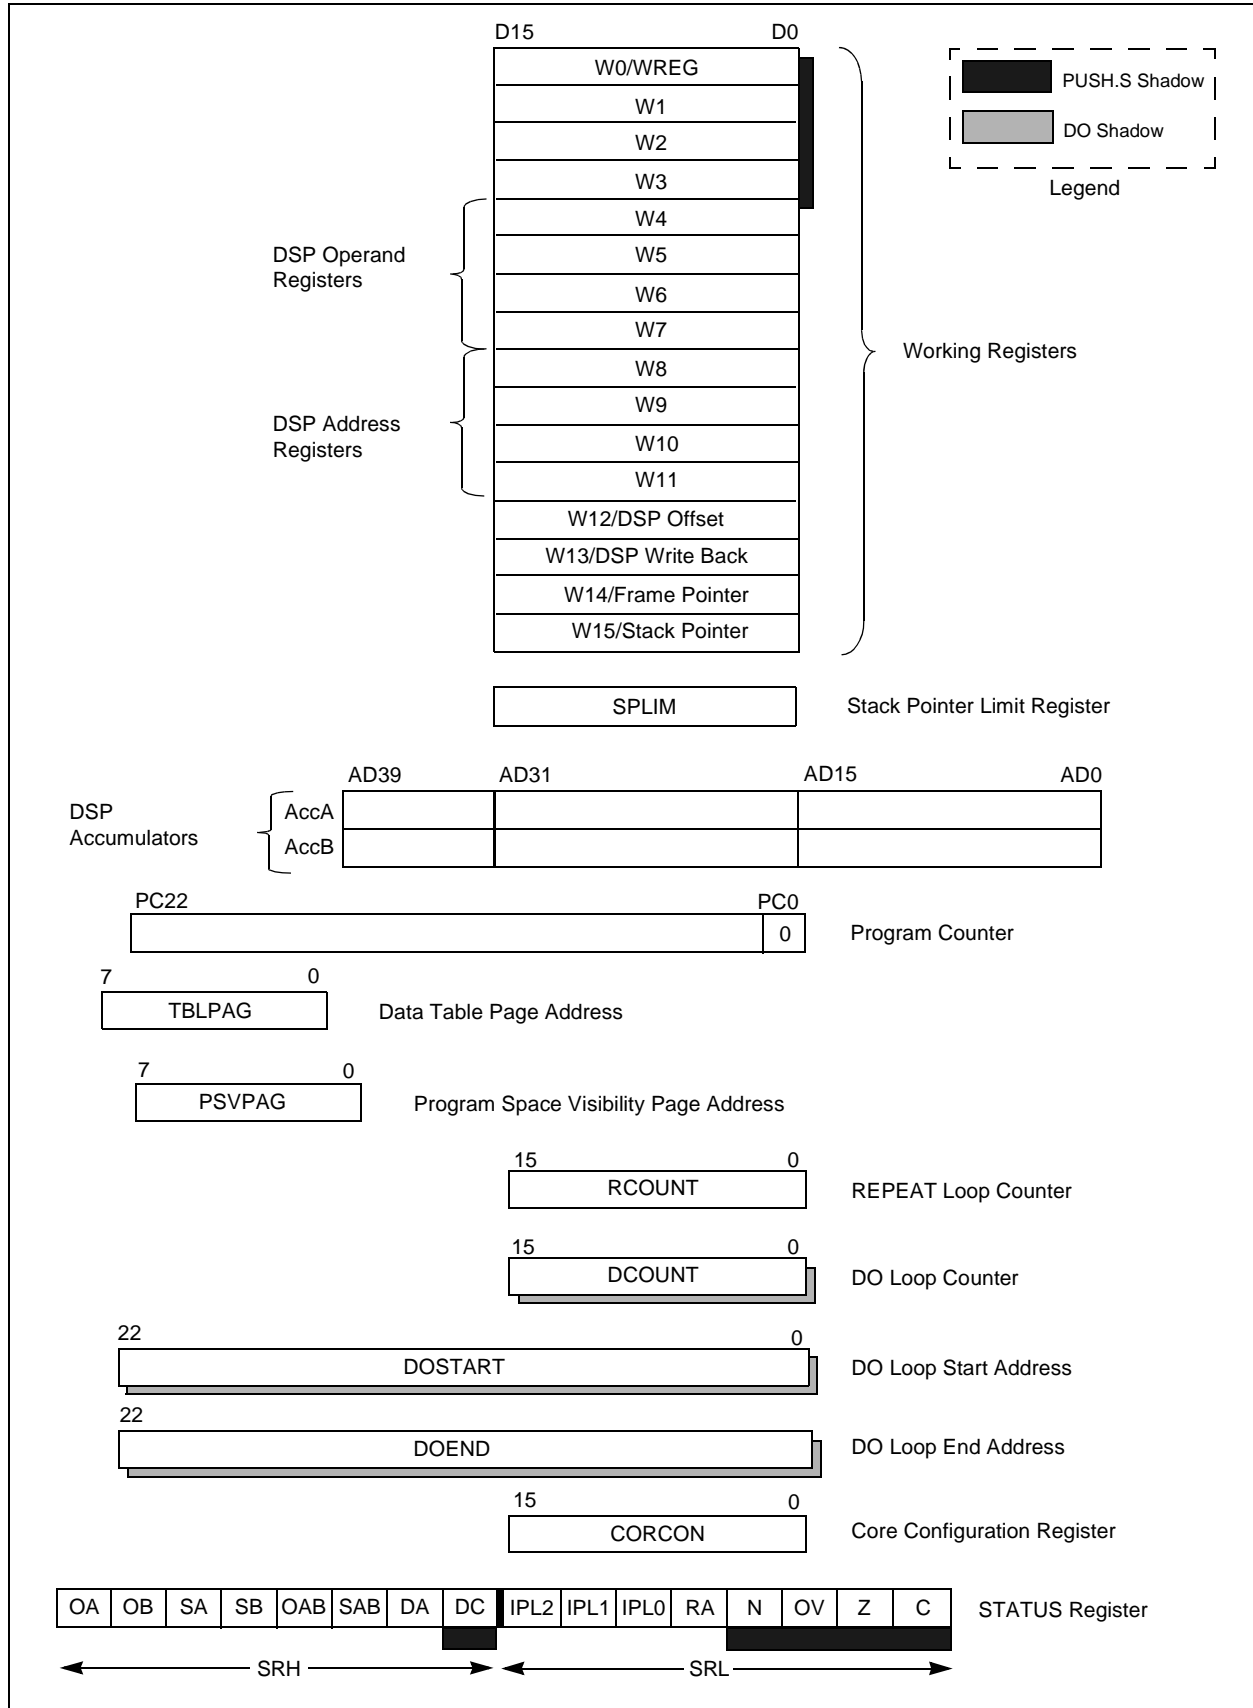 D15 D0
W0/WREG
W1
W2
W3
W4
W5
W6
W7
W8
W9
W10
W11
W12/DSP Offset
W13/DSP Write Back
W14/Frame Pointer
W15/Stack Pointer
PUSH.S Shadow
DO Shadow
Legend
DSP Operand
Registers
DSP Address
Registers
Working Registers
SPLIM Stack Pointer Limit Register
AD39 AD31 AD15 AD0
DSP
Accumulators
AccA
AccB
PC22 PC0
0 Program Counter
7 0
TBLPAG Data Table Page Address
7 0
PSVPAG Program Space Visibility Page Address
15 0
RCOUNT REPEAT Loop Counter
15 0
DCOUNT DO Loop Counter
22 0
DOSTART DO Loop Start Address
22
DOEND DO Loop End Address
15 0
CORCON Core Configuration Register
OA OB SA SB OAB SAB DA DC IPL2 IPL1 IPL0 RA N OV Z C STATUS Register
SRH SRL